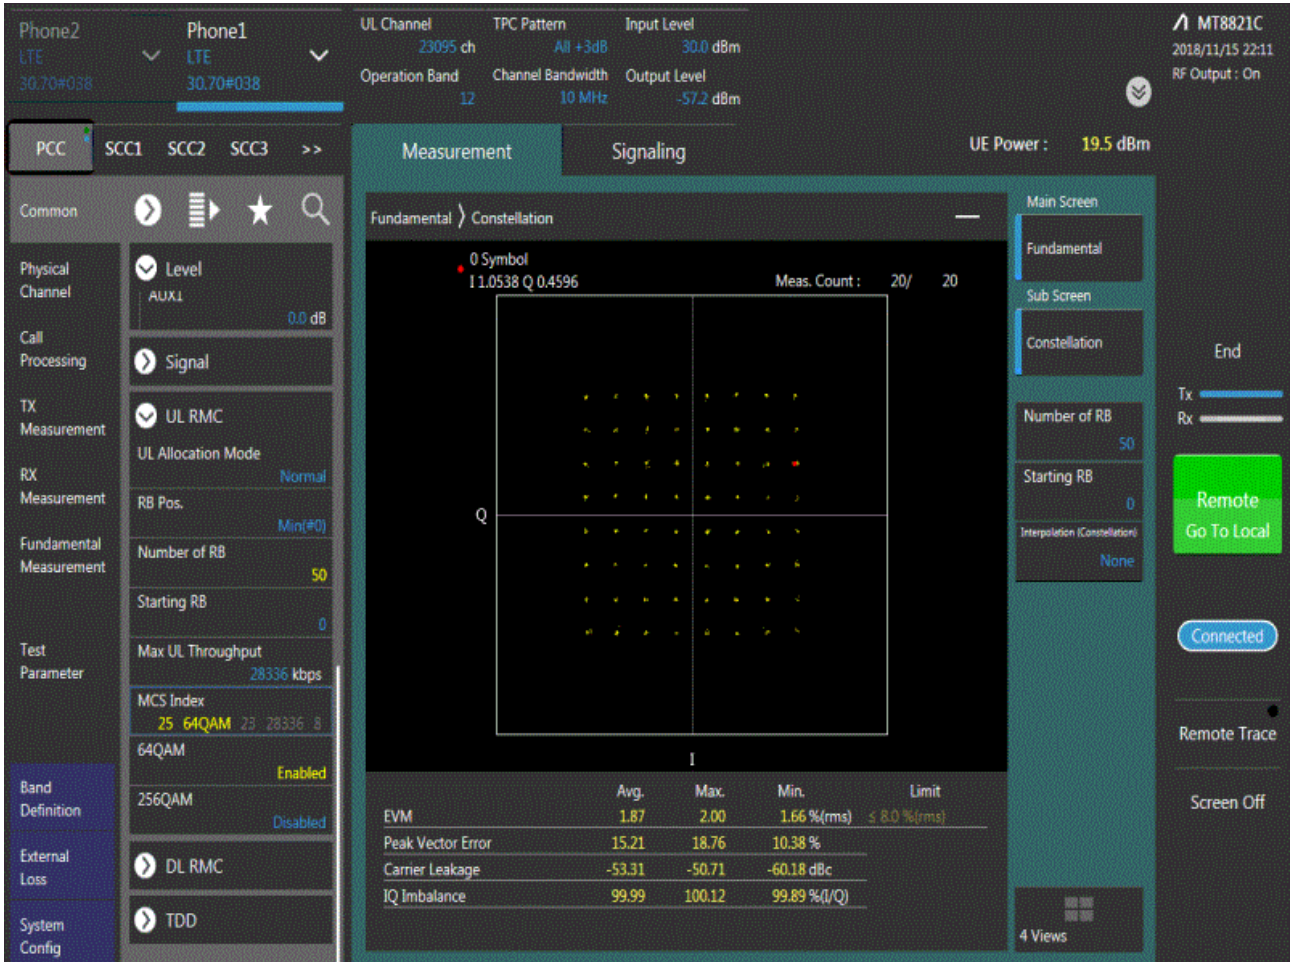 Phone2
LTE
30.70#038
Phone1
LTE
30.70#038
UL Channel
23095 ch
TPC Pattern
All +3dB
Input Level
30.0 dBm
Operation Band
12
Channel Bandwidth
10 MHz
Output Level
-57.2 dBm
MT8821C
2018/11/15 22:11
RF Output : On
PCC SCC1 SCC2 SCC3 >>
Measurement
Signaling
UE Power : 19.5 dBm
Common
Physical
Channel
Call
Processing
TX
Measurement
RX
Measurement
Fundamental
Measurement
Test
Parameter
Band
Definition
External
Loss
System
Config
Level
AUX1
0.0 dB
Signal
UL RMC
UL Allocation Mode
Normal
RB Pos.
Min(#0)
Number of RB
50
Starting RB
0
Max UL Throughput
28336 kbps
MCS Index
25 64QAM 23 28336 8
64QAM
Enabled
256QAM
Disabled
DL RMC
TDD
Fundamental 〉 Constellation
0 Symbol
I 1.0538 Q 0.4596
Meas. Count : 20/ 20
Q
I
Avg. Max. Min. Limit
EVM 1.87 2.00 1.66 %(rms) ≤ 8.0 %(rms)
Peak Vector Error 15.21 18.76 10.38 %
Carrier Leakage -53.31 -50.71 -60.18 dBc
IQ Imbalance 99.99 100.12 99.89 %(I/Q)
Main Screen
Fundamental
Sub Screen
Constellation
Number of RB
50
Starting RB
0
Interpolation (Constellation)
None
4 Views
End
Tx
Rx
Remote
Go To Local
Connected
Remote Trace
Screen Off